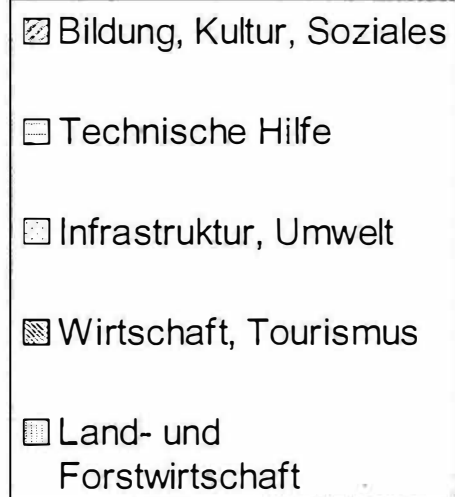 Bildung, Kultur, Soziales
Technische Hilfe
Infrastruktur, Umwelt
Wirtschaft, Tourismus
Land- und
Forstwirtschaft